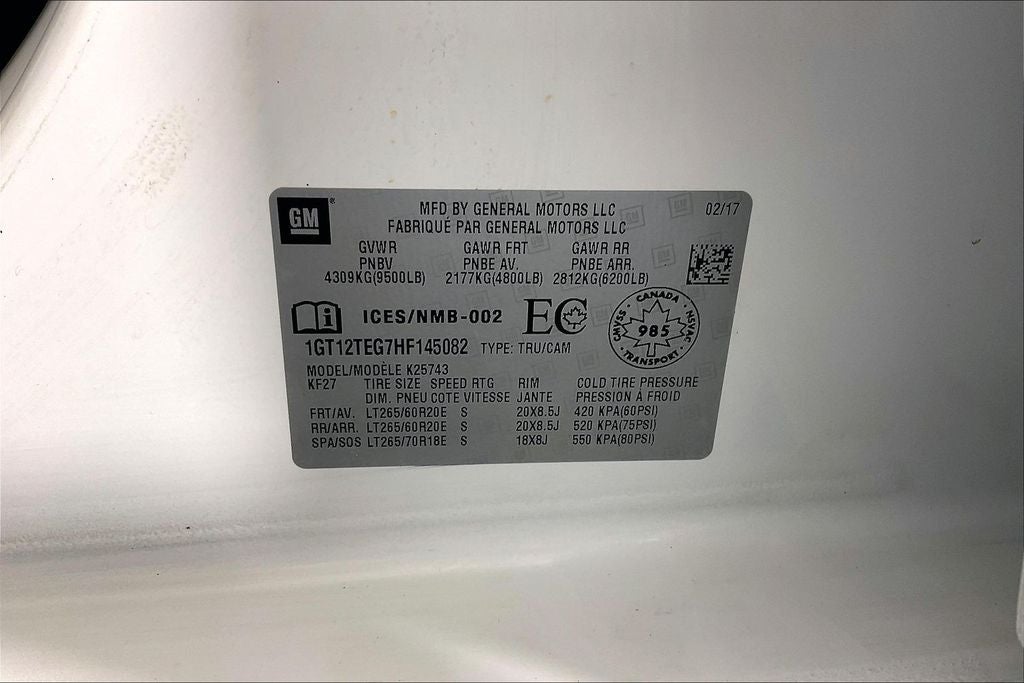 GM
MFD BY GENERAL MOTORS LLC 02/17
FABRIQUÉ PAR GENERAL MOTORS LLC
GVWR GAWR FRT GAWR RR
PNBV PNBE AV. PNBE ARR.
4309KG(9500LB) 2177KG(4800LB) 2812KG(6200LB)
ICES/NMB-002 EC
CANADA
CMVSS 985 NSVAC
TRANSPORT
1GT12TEG7HF145082 TYPE: TRU/CAM
MODEL/MODÈLE K25743
KF27 TIRE SIZE SPEED RTG RIM COLD TIRE PRESSURE
DIM. PNEU COTE VITESSE JANTE PRESSION À FROID
FRT/AV. LT265/60R20E S 20X8.5J 420 KPA(60PSI)
RR/ARR. LT265/60R20E S 20X8.5J 520 KPA(75PSI)
SPA/SOS LT265/70R18E S 18X8J 550 KPA(80PSI)